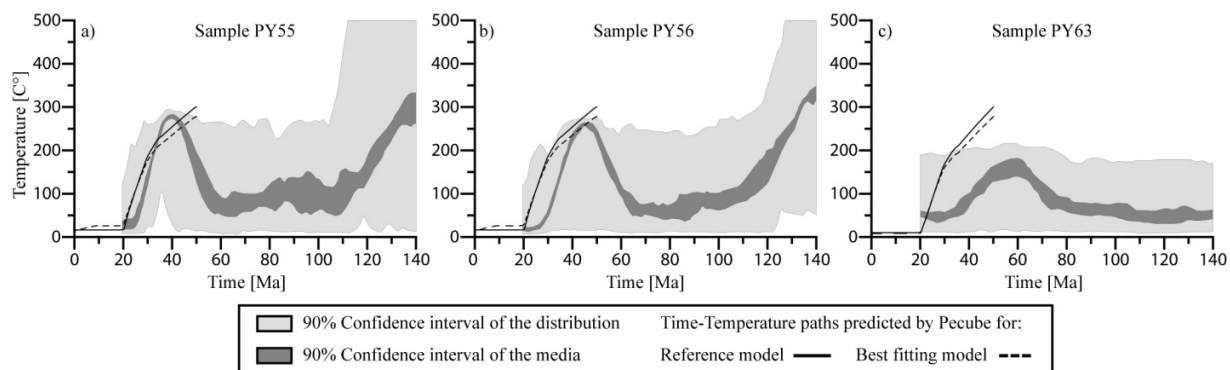 a) Sample PY55
b) Sample PY56
c) Sample PY63
Temperature [C°]
500
400
300
200
100
0
500
400
300
200
100
0
500
400
300
200
100
0
0 20 40 60 80 100 120 140
0 20 40 60 80 100 120 140
0 20 40 60 80 100 120 140
Time [Ma]
Time [Ma]
Time [Ma]
90% Confidence interval of the distribution
Time-Temperature paths predicted by Pecube for:
90% Confidence interval of the media
Reference model
Best fitting model